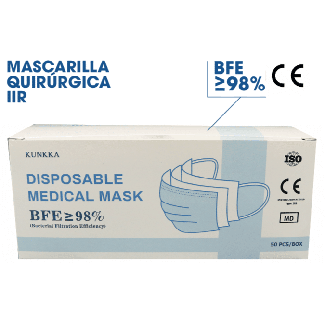 MASCARILLA
QUIRÚRGICA
IIR
BFE
≥98%
CE
KUNKKA
DISPOSABLE
MEDICAL MASK
BFE≥98%
(Bacterial Filtration Efficiency)
ISO
CE
MD
50 PCS/BOX